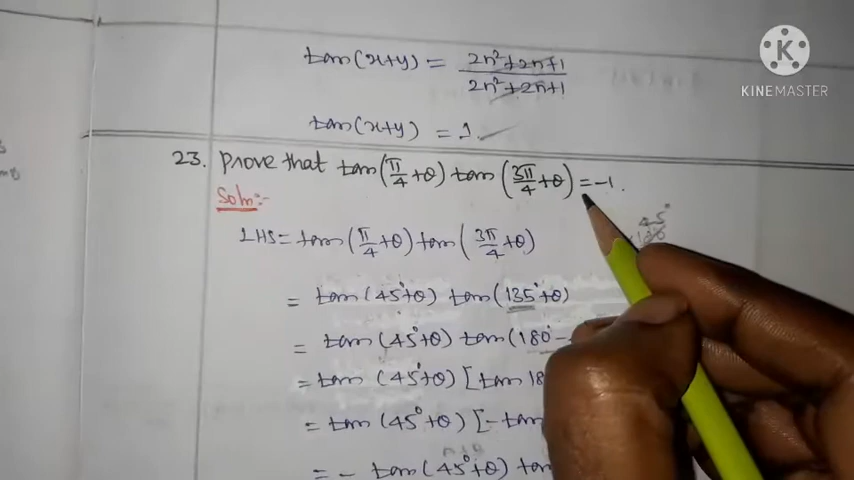 KINEMASTER
tan(x+y) = 2n²+2n+1
2n²+2n+1
tan(x+y) = 1
23. Prove that tan(π/4+θ) tan(3π/4+θ) = -1.
Soln:-
45°
LHS = tan(π/4+θ) tan(3π/4+θ)
= tan(45°+θ) tan(135°+θ)
= tan(45°+θ) tan(180°-
= tan(45°+θ) [tan 18
= tan(45°+θ) [-tan
= - tan(45°+θ) tan